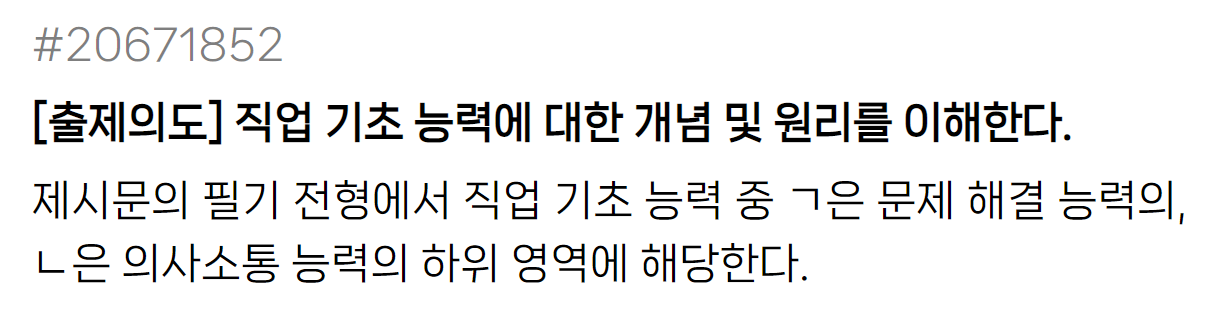 #20671852
[출제의도] 직업 기초 능력에 대한 개념 및 원리를 이해한다.
제시문의 필기 전형에서 직업 기초 능력 중 ㄱ은 문제 해결 능력의,
ㄴ은 의사소통 능력의 하위 영역에 해당한다.